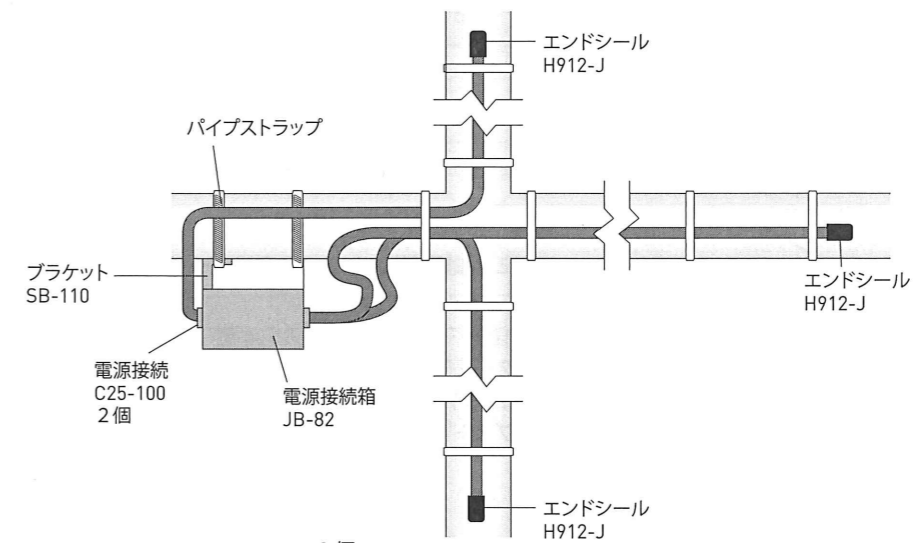 エンドシール
H912-J
パイプストラップ
ブラケット
SB-110
エンドシール
H912-J
電源接続
C25-100
2個
電源接続箱
JB-82
エンドシール
H912-J